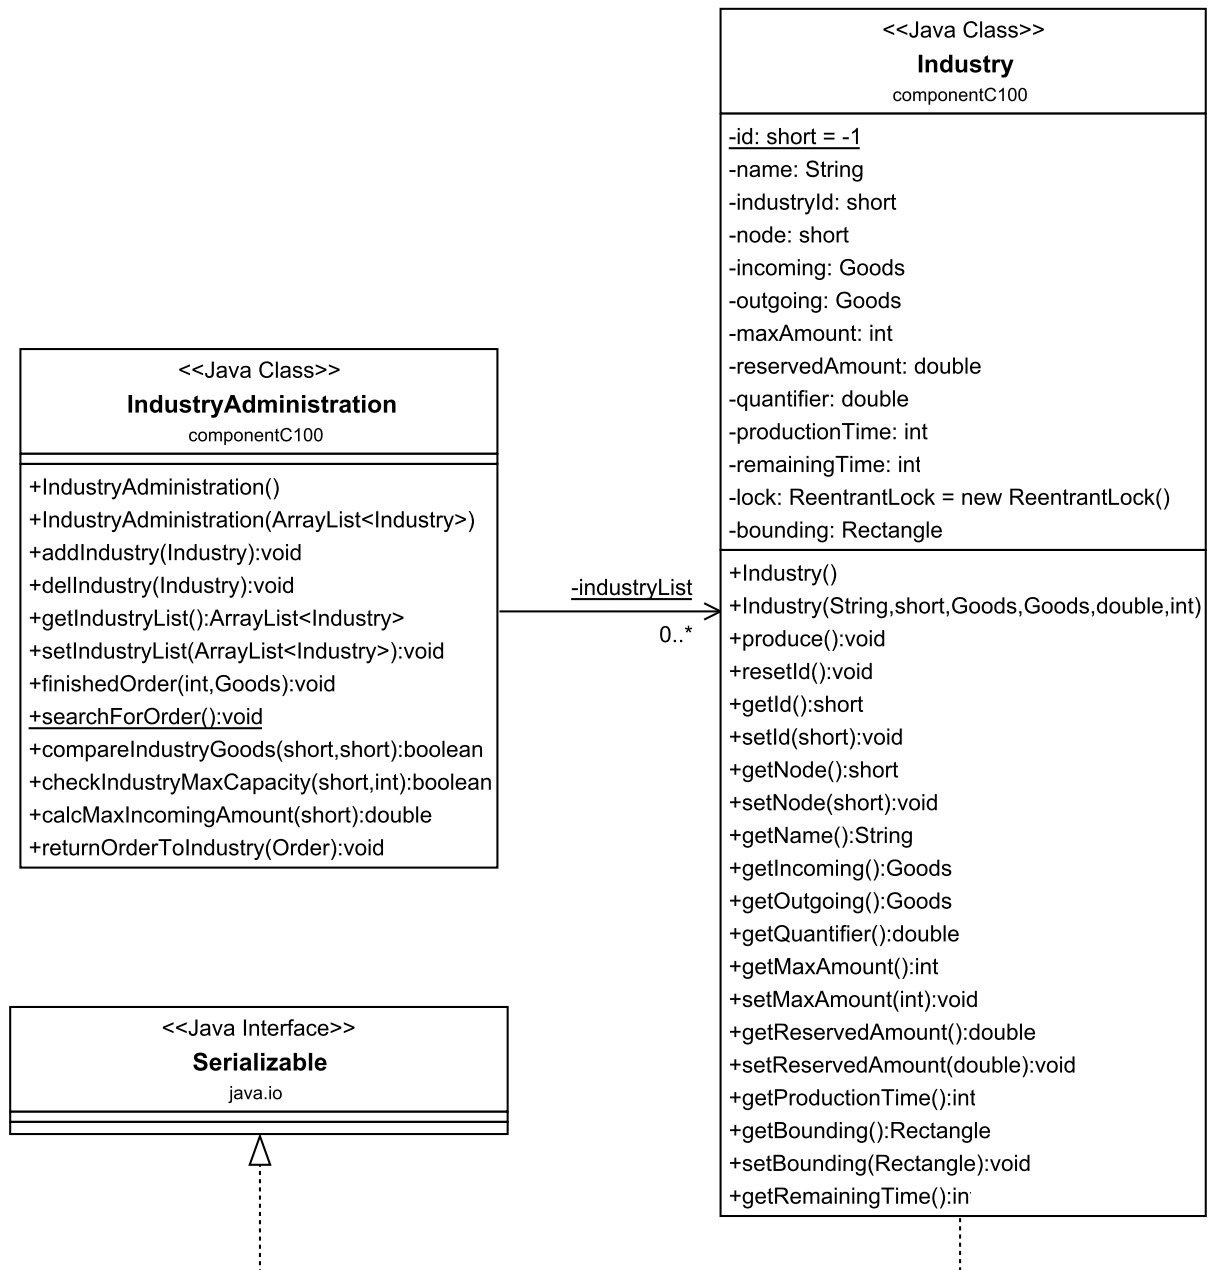 <<Java Class>>
Industry
componentC100
-id: short = -1
-name: String
-industryId: short
-node: short
-incoming: Goods
-outgoing: Goods
-maxAmount: int
-reservedAmount: double
-quantifier: double
-productionTime: int
-remainingTime: int
-lock: ReentrantLock = new ReentrantLock()
-bounding: Rectangle
+Industry()
+Industry(String,short,Goods,Goods,double,int)
+produce():void
+resetId():void
+getId():short
+setId(short):void
+getNode():short
+setNode(short):void
+getName():String
+getIncoming():Goods
+getOutgoing():Goods
+getQuantifier():double
+getMaxAmount():int
+setMaxAmount(int):void
+getReservedAmount():double
+setReservedAmount(double):void
+getProductionTime():int
+getBounding():Rectangle
+setBounding(Rectangle):void
+getRemainingTime():in
<<Java Class>>
IndustryAdministration
componentC100
+IndustryAdministration()
+IndustryAdministration(ArrayList<Industry>)
+addIndustry(Industry):void
+delIndustry(Industry):void
+getIndustryList():ArrayList<Industry>
+setIndustryList(ArrayList<Industry>):void
+finishedOrder(int,Goods):void
+searchForOrder():void
+compareIndustryGoods(short,short):boolean
+checkIndustryMaxCapacity(short,int):boolean
+calcMaxIncomingAmount(short):double
+returnOrderToIndustry(Order):void
-industryList
0..*
<<Java Interface>>
Serializable
java.io